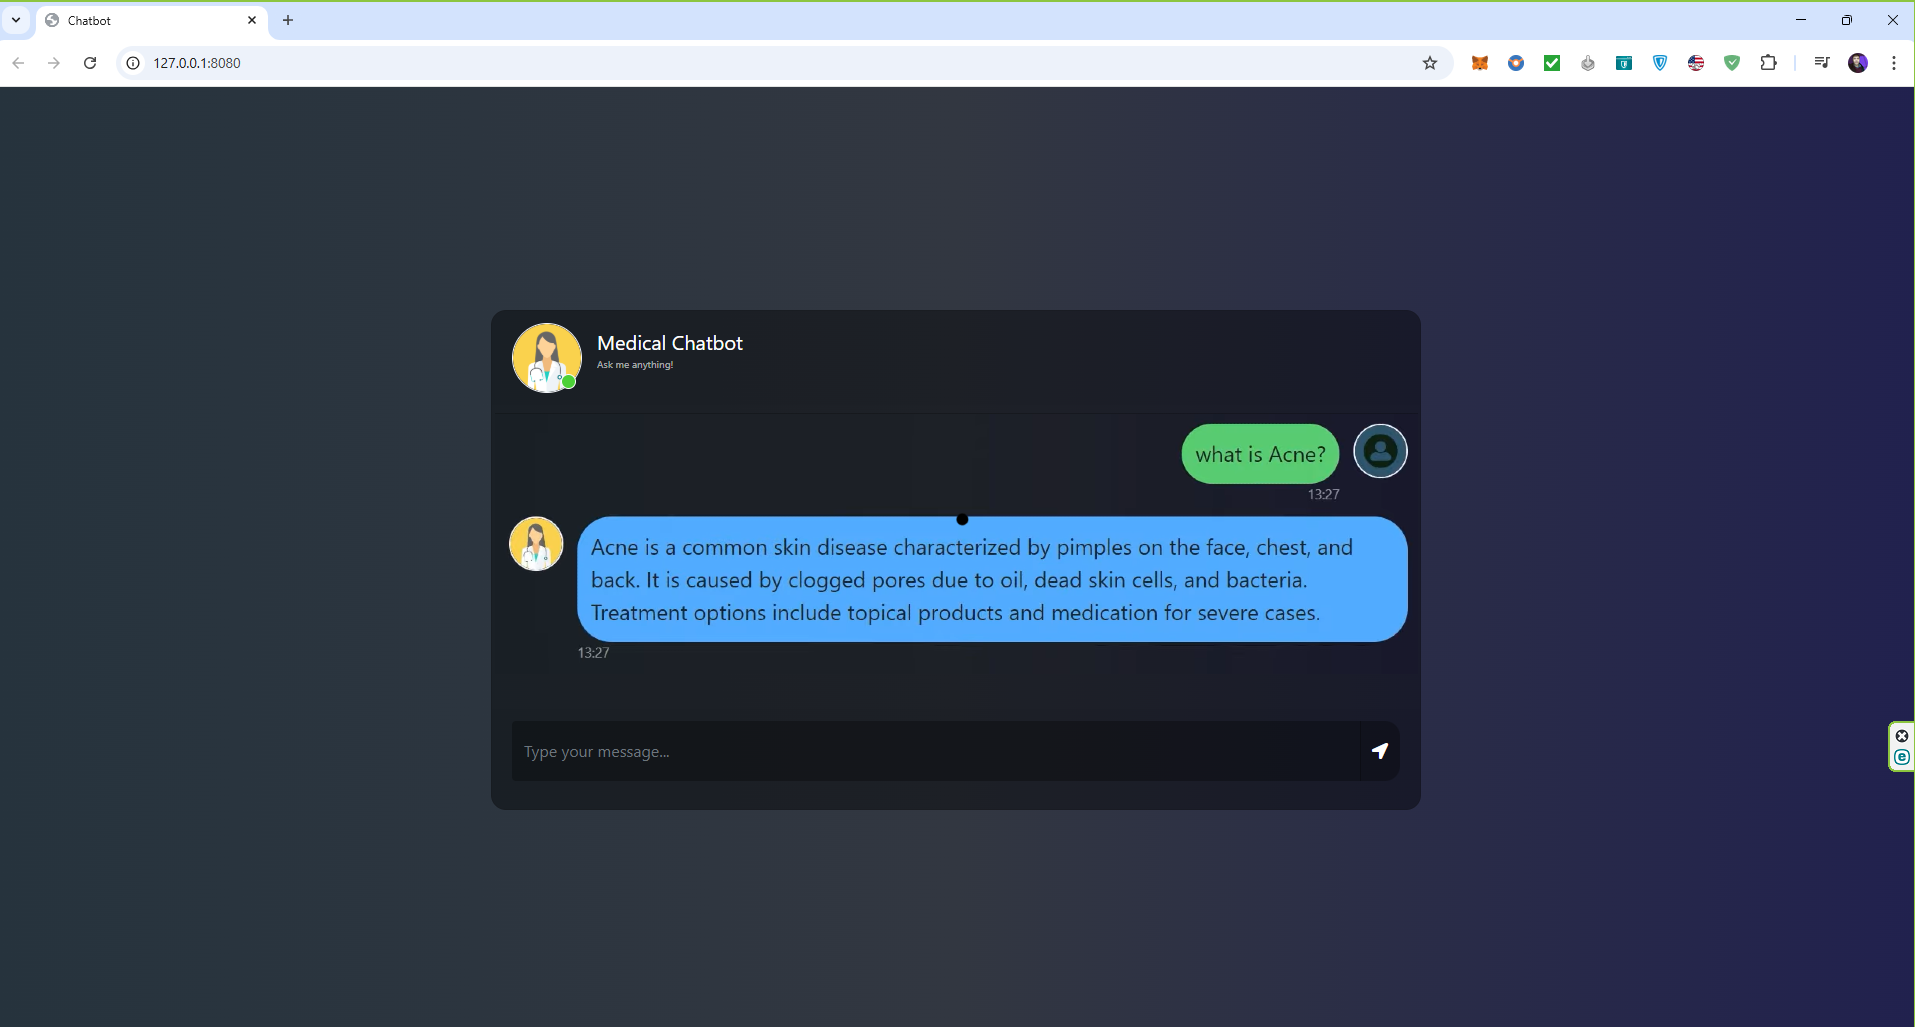 Chatbot
127.0.0.1:8080
Medical Chatbot
Ask me anything!
what is Acne?
13:27
Acne is a common skin disease characterized by pimples on the face, chest, and
back. It is caused by clogged pores due to oil, dead skin cells, and bacteria.
Treatment options include topical products and medication for severe cases.
13:27
Type your message...